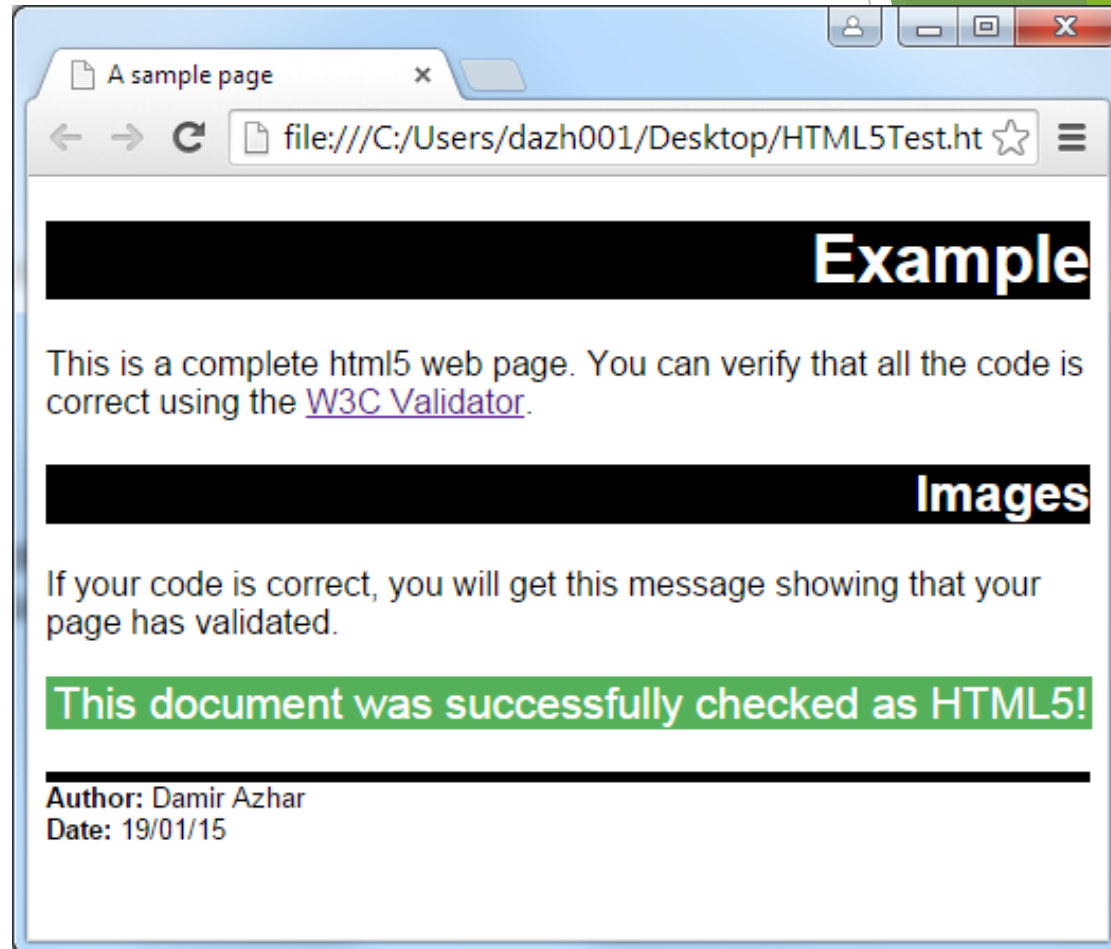 A sample page
file:///C:/Users/dazh001/Desktop/HTML5Test.ht
Example
This is a complete html5 web page. You can verify that all the code is
correct using the W3C Validator.
Images
If your code is correct, you will get this message showing that your
page has validated.
This document was successfully checked as HTML5!
Author: Damir Azhar
Date: 19/01/15